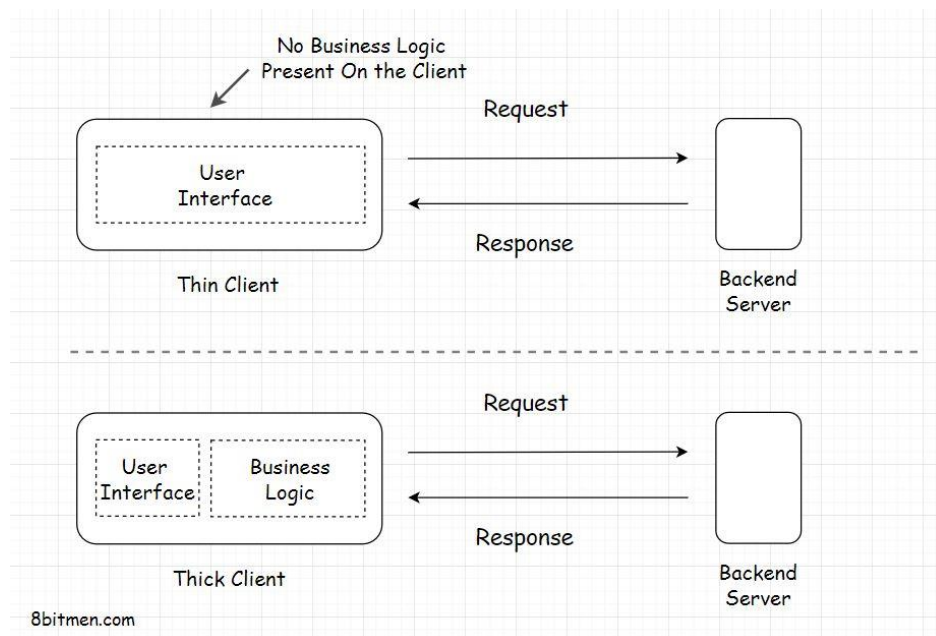 No Business Logic
Present On the Client
Request
User
Interface
Response
Thin Client
Backend
Server
Request
User
Interface
Business
Logic
Response
Thick Client
Backend
Server
8bitmen.com